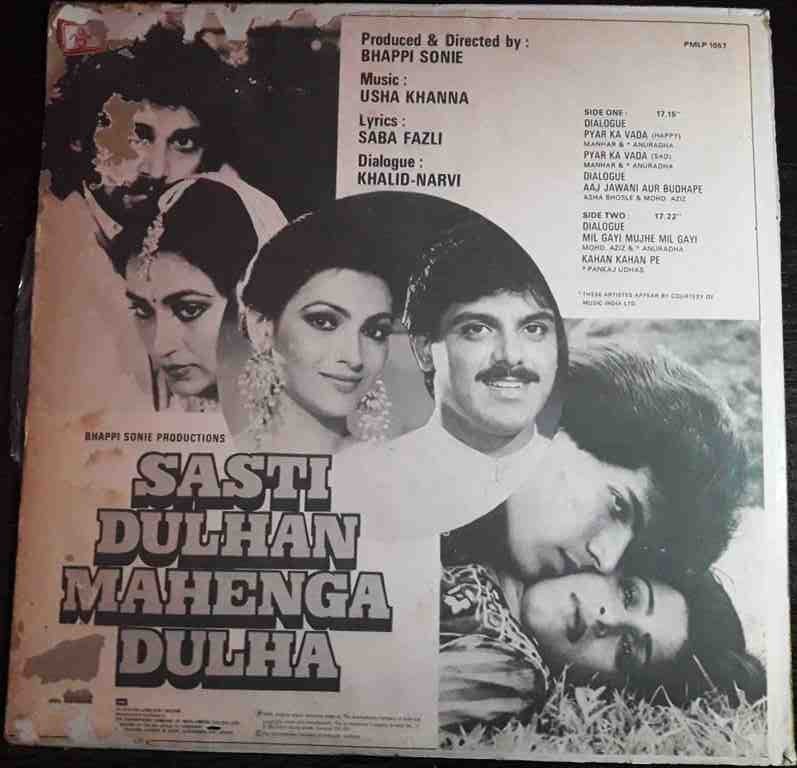 Produced & Directed by :
BHAPPI SONIE
Music :
USHA KHANNA
Lyrics :
SABA FAZLI
Dialogue :
KHALID-NARVI
PMLP 1067
SIDE ONE : 17.15"
DIALOGUE
PYAR KA VADA (HAPPY)
MANHAR & * ANURADHA
PYAR KA VADA (SAD)
MANHAR & * ANURADHA
DIALOGUE
AAJ JAWANI AUR BUDHAPE
ASHA BHOSLE & MOHD. AZIZ
SIDE TWO : 17.22"
DIALOGUE
MIL GAYI MUJHE MIL GAYI
MOHD. AZIZ & * ANURADHA
KAHAN KAHAN PE
* PANKAJ UDHAS
* THESE ARTISTES APPEAR BY COURTESY OF
MUSIC INDIA LTD.
BHAPPI SONIE PRODUCTIONS
SASTI
DULHAN
MAHENGA
DULHA